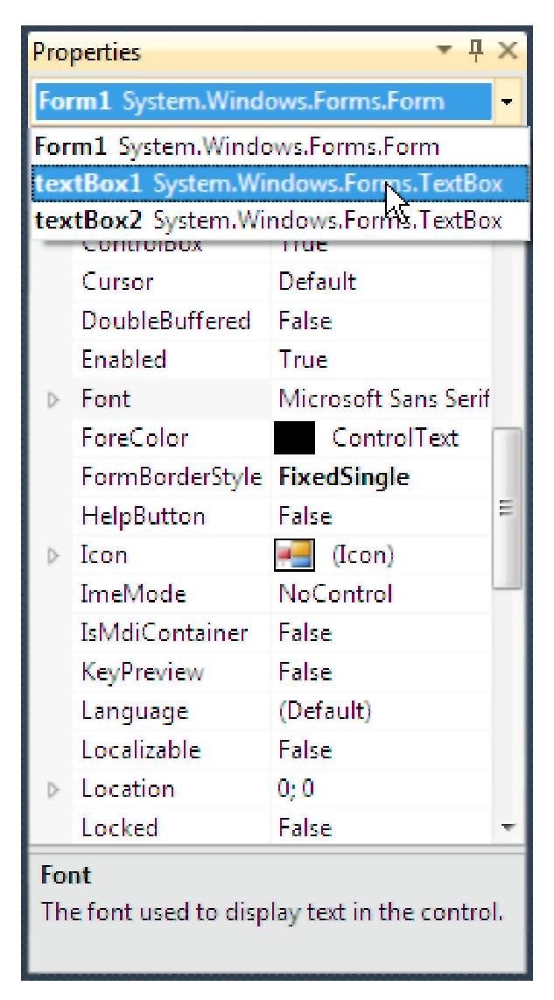 Properties
Form1 System.Windows.Forms.Form
Form1 System.Windows.Forms.Form
textBox1 System.Windows.Forms.TextBox
textBox2 System.Windows.Forms.TextBox
ControlBox True
Cursor Default
DoubleBuffered False
Enabled True
Font Microsoft Sans Serif
ForeColor ControlText
FormBorderStyle FixedSingle
HelpButton False
Icon (Icon)
ImeMode NoControl
IsMdiContainer False
KeyPreview False
Language (Default)
Localizable False
Location 0; 0
Locked False
Font
The font used to display text in the control.